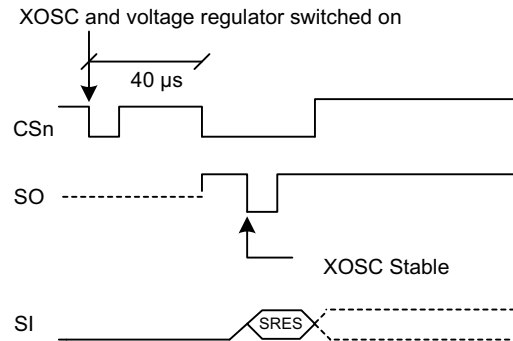 XOSC and voltage regulator switched on
40 µs
CSn
SO
XOSC Stable
SI
SRES